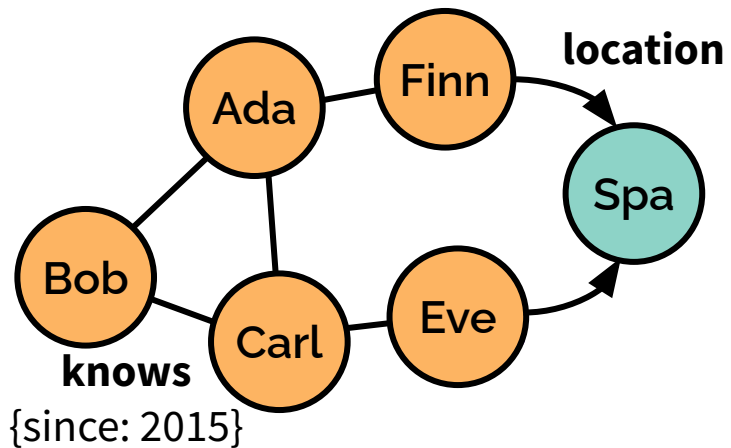 location
Finn
Ada
Spa
Bob
Eve
Carl
knows
{since: 2015}